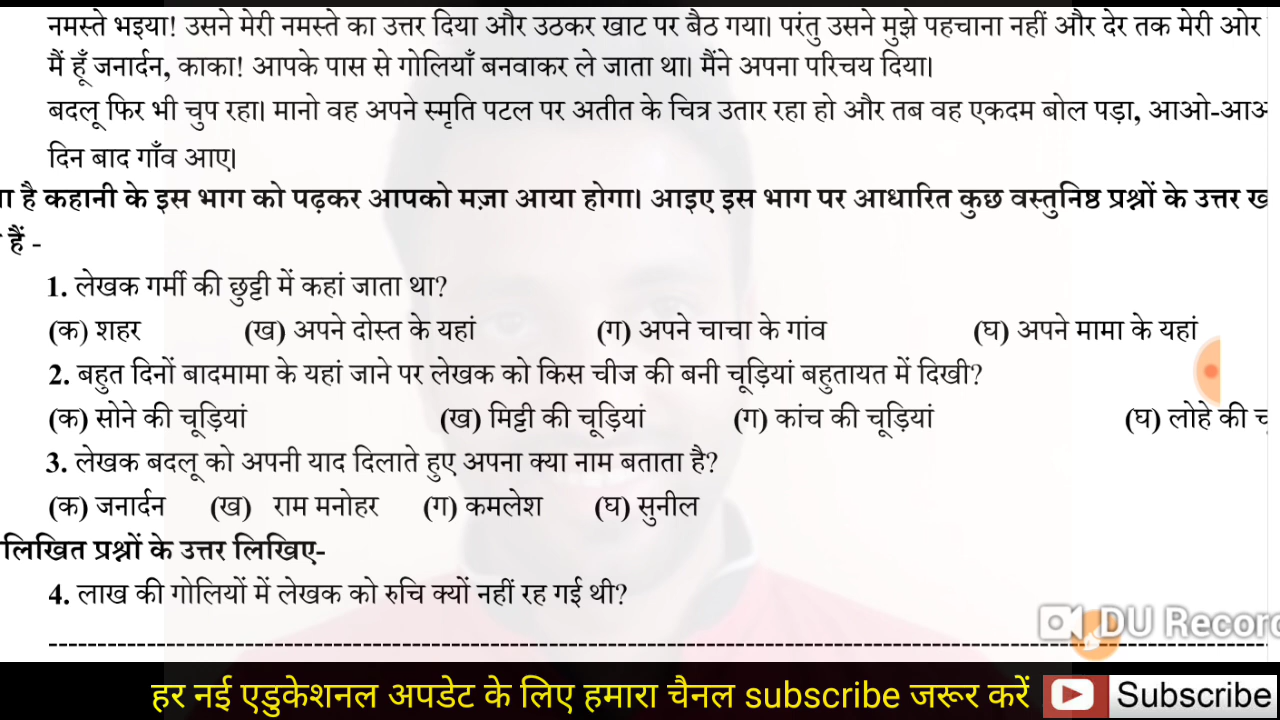 नमस्ते भइया! उसने मेरी नमस्ते का उत्तर दिया और उठकर खाट पर बैठ गया। परंतु उसने मुझे पहचाना नहीं और देर तक मेरी ओर
मैं हूँ जनार्दन, काका! आपके पास से गोलियाँ बनवाकर ले जाता था। मैंने अपना परिचय दिया।
बदलू फिर भी चुप रहा। मानो वह अपने स्मृति पटल पर अतीत के चित्र उतार रहा हो और तब वह एकदम बोल पड़ा, आओ-
दिन बाद गाँव आए।
है कहानी के इस भाग को पढ़कर आपको मज़ा आया होगा। आइए इस भाग पर आधारित कुछ वस्तुनिष्ठ प्रश्नों के उत्तर
हैं -
1. लेखक गर्मी की छुट्टी में कहां जाता था?
(क) शहर (ख) अपने दोस्त के यहां (ग) अपने चाचा के गांव (घ) अपने मामा के यहां
2. बहुत दिनों बादमामा के यहां जाने पर लेखक को किस चीज की बनी चूड़ियां बहुतायत में दिखी?
(क) सोने की चूड़ियां (ख) मिट्टी की चूड़ियां (ग) कांच की चूड़ियां (घ) लोहे की
3. लेखक बदलू को अपनी याद दिलाते हुए अपना क्या नाम बताता है?
(क) जनार्दन (ख) राम मनोहर (ग) कमलेश (घ) सुनील
लिखित प्रश्नों के उत्तर लिखिए-
4. लाख की गोलियों में लेखक को रुचि क्यों नहीं रह गई थी?
DU Recor
हर नई एडुकेशनल अपडेट के लिए हमारा चैनल subscribe जरूर करें Subscribe